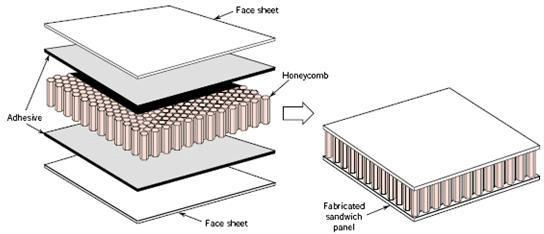 Face sheet
Honeycomb
Adhesive
Face sheet
Fabricated
sandwich
panel